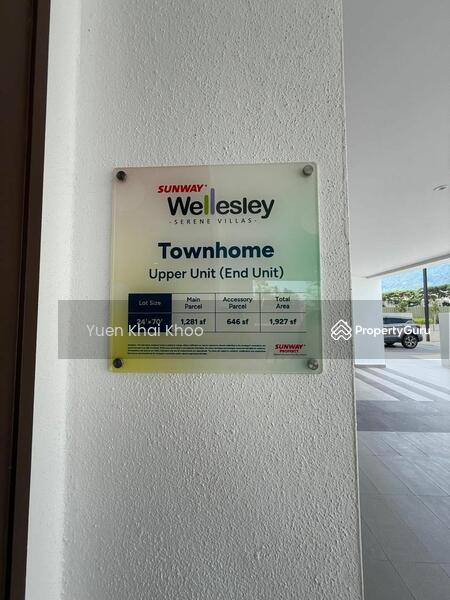 SUNWAY
Wellesley
- SERENE VILLAS -
Townhome
Upper Unit (End Unit)
Lot Size Main Parcel Accessory Parcel Total Area
24'x70' 1,281 sf 646 sf 1,927 sf
Yuen Khai Khoo
PropertyGuru
SUNWAY
PROPERTY